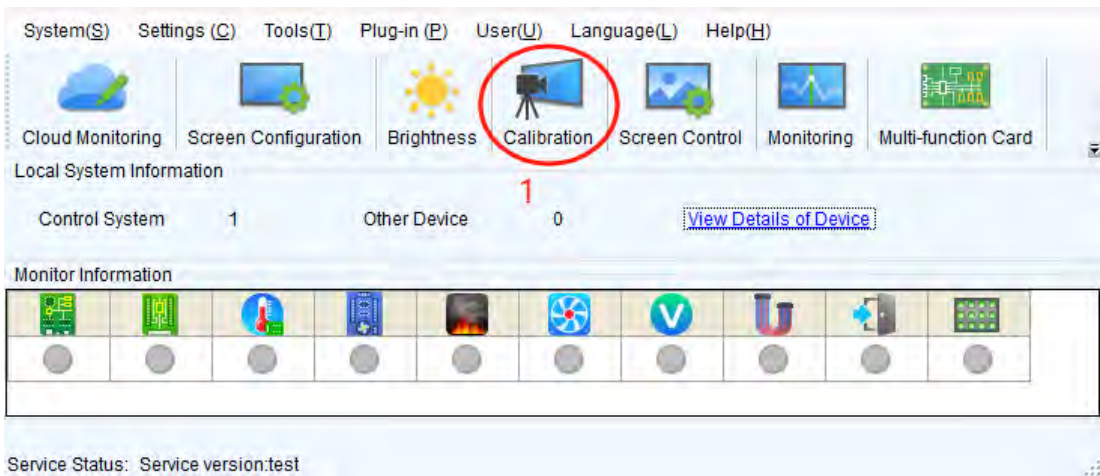 System(S) Settings (C) Tools(T) Plug-in (P) User(U) Language(L) Help(H)
Cloud Monitoring Screen Configuration Brightness Calibration Screen Control Monitoring Multi-function Card
Local System Information
1
Control System 1 Other Device 0 View Details of Device
Monitor Information
V
Service Status: Service version:test